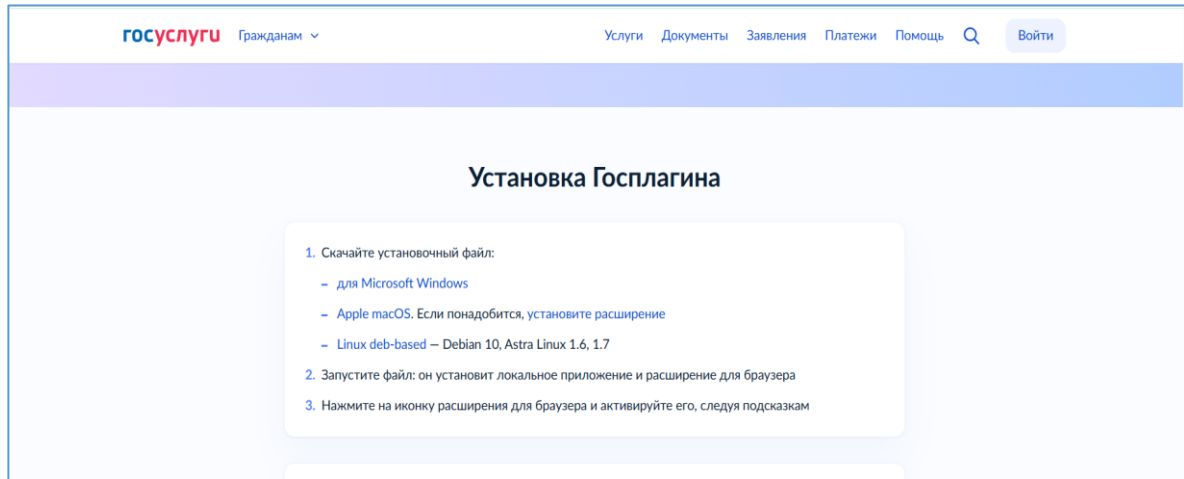 госуслуги Гражданам Услуги Документы Заявления Платежи Помощь Войти
Установка Госплагина
1. Скачайте установочный файл:
– для Microsoft Windows
– Apple macOS. Если понадобится, установите расширение
– Linux deb-based — Debian 10, Astra Linux 1.6, 1.7
2. Запустите файл: он установит локальное приложение и расширение для браузера
3. Нажмите на иконку расширения для браузера и активируйте его, следуя подсказкам